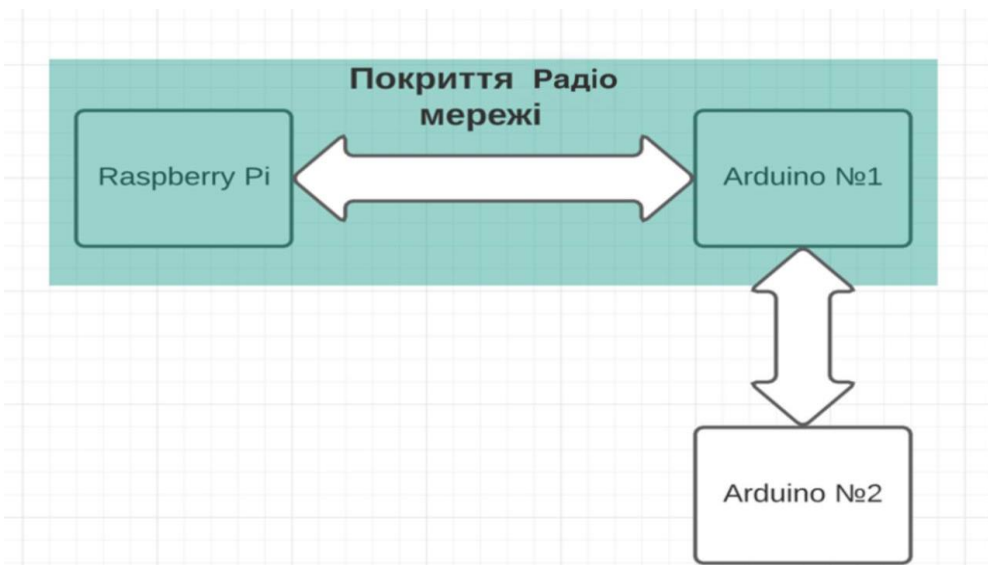 Покриття Радіо
мережі
Raspberry Pi
Arduino №1
Arduino №2